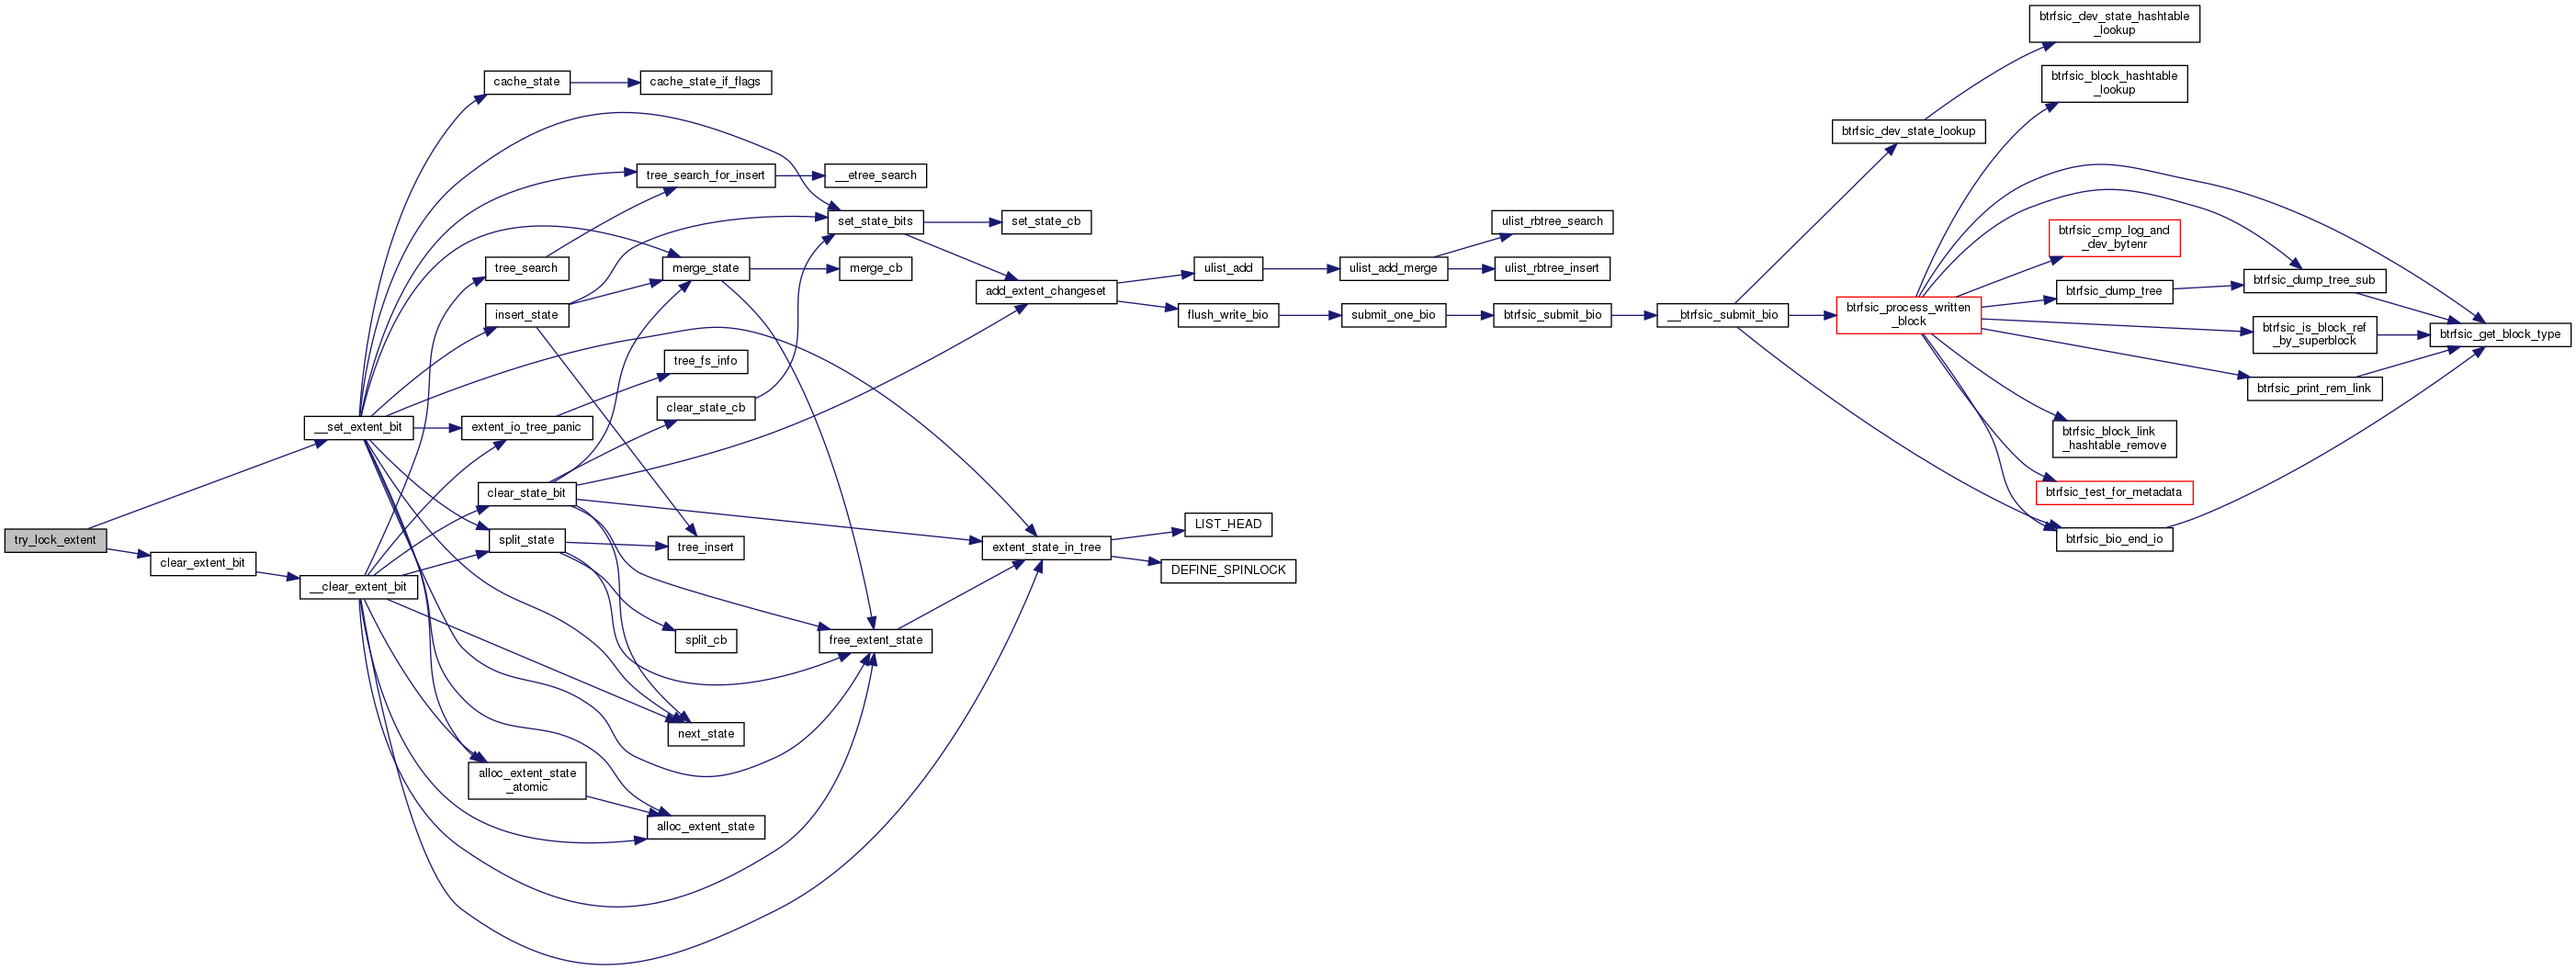 btrfsic_dev_state_hashtable
_lookup
cache_state
cache_state_if_flags
btrfsic_block_hashtable
_lookup
btrfsic_dev_state_lookup
tree_search_for_insert
__etree_search
set_state_bits
set_state_cb
ulist_rbtree_search
btrfsic_cmp_log_and
_dev_bytenr
tree_search
merge_state
merge_cb
ulist_add
ulist_add_merge
ulist_rbtree_insert
add_extent_changeset
btrfsic_dump_tree
btrfsic_dump_tree_sub
insert_state
flush_write_bio
submit_one_bio
btrfsic_submit_bio
__btrfsic_submit_bio
btrfsic_process_written
_block
btrfsic_is_block_ref
_by_superblock
btrfsic_get_block_type
tree_fs_info
btrfsic_print_rem_link
clear_state_cb
__set_extent_bit
extent_io_tree_panic
btrfsic_block_link
_hashtable_remove
clear_state_bit
btrfsic_test_for_metadata
LIST_HEAD
try_lock_extent
split_state
tree_insert
extent_state_in_tree
btrfsic_bio_end_io
clear_extent_bit
DEFINE_SPINLOCK
__clear_extent_bit
split_cb
free_extent_state
next_state
alloc_extent_state
_atomic
alloc_extent_state